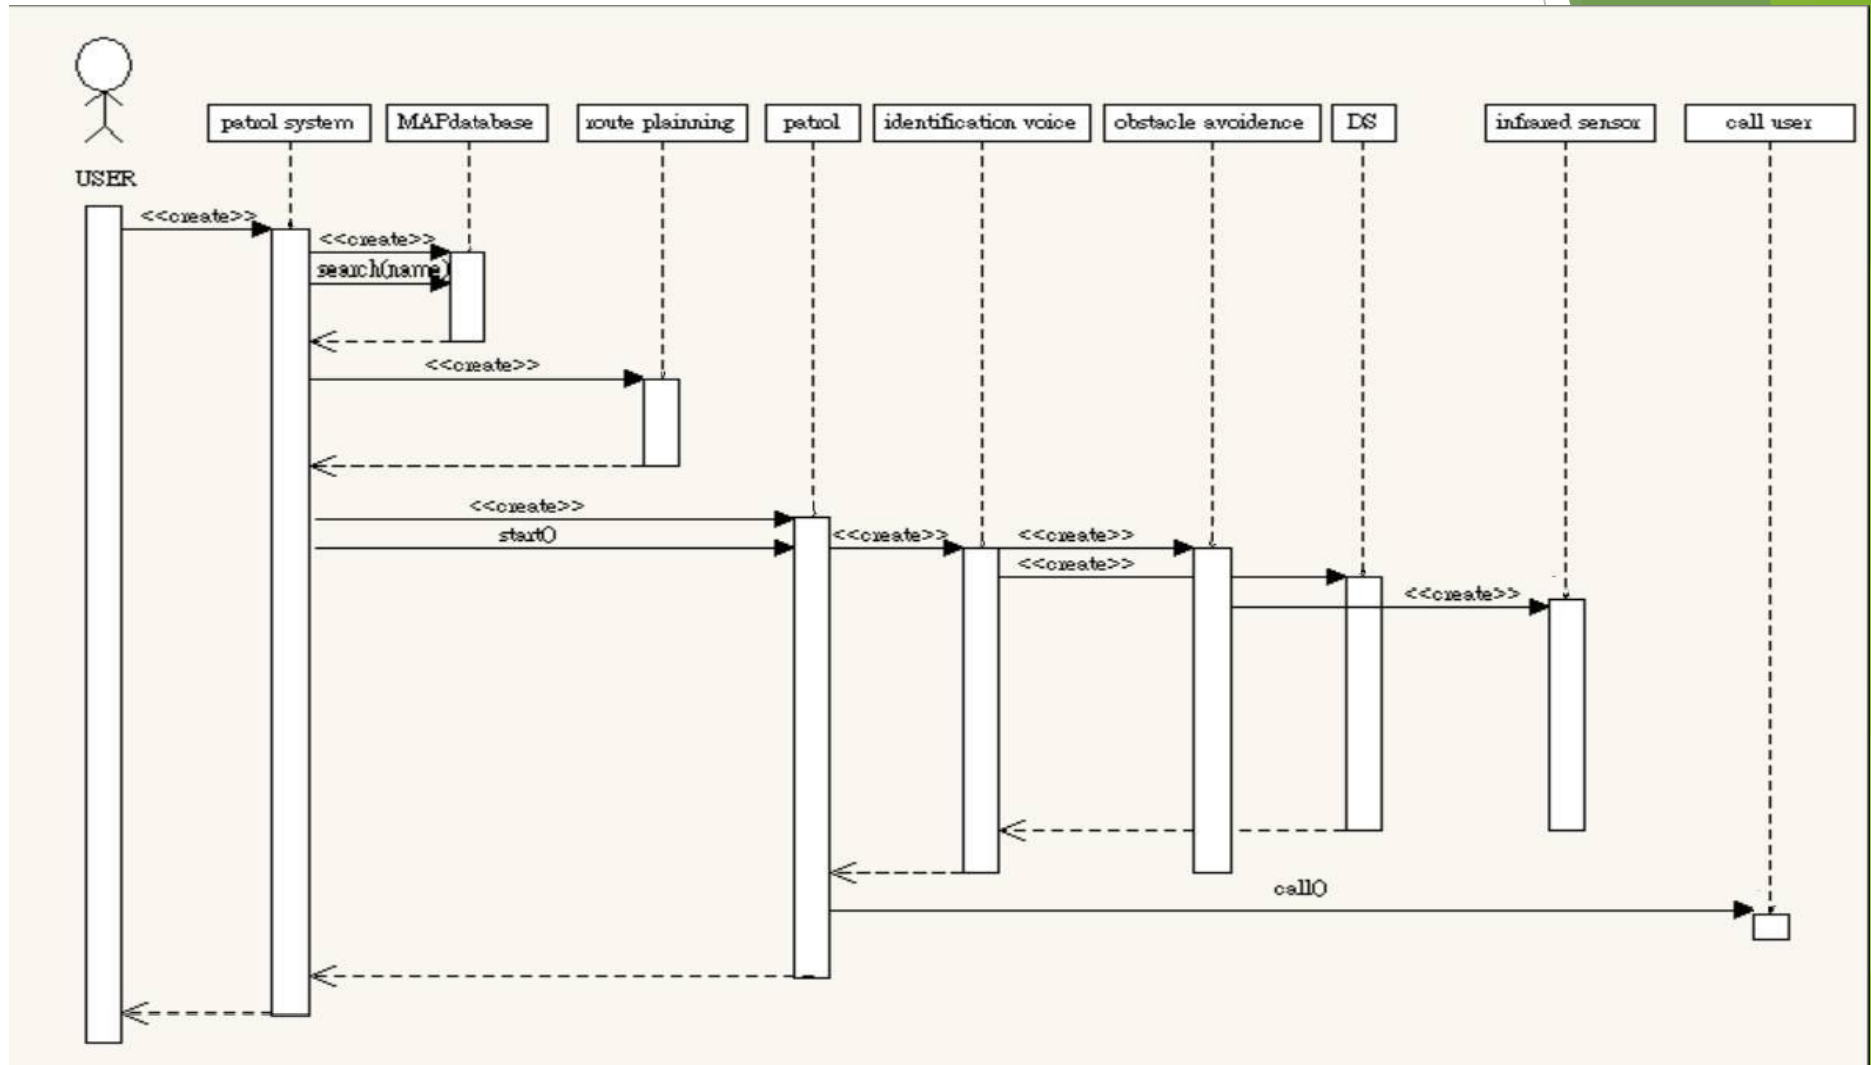 patrol system
MAPdatabase
route plainning
patrol
identification voice
obstacle avoidence
DS
infrared sensor
call user
USER
<<create>>
<<create>>
search(name)
<<create>>
<<create>>
start()
<<create>>
<<create>>
<<create>>
<<create>>
call()